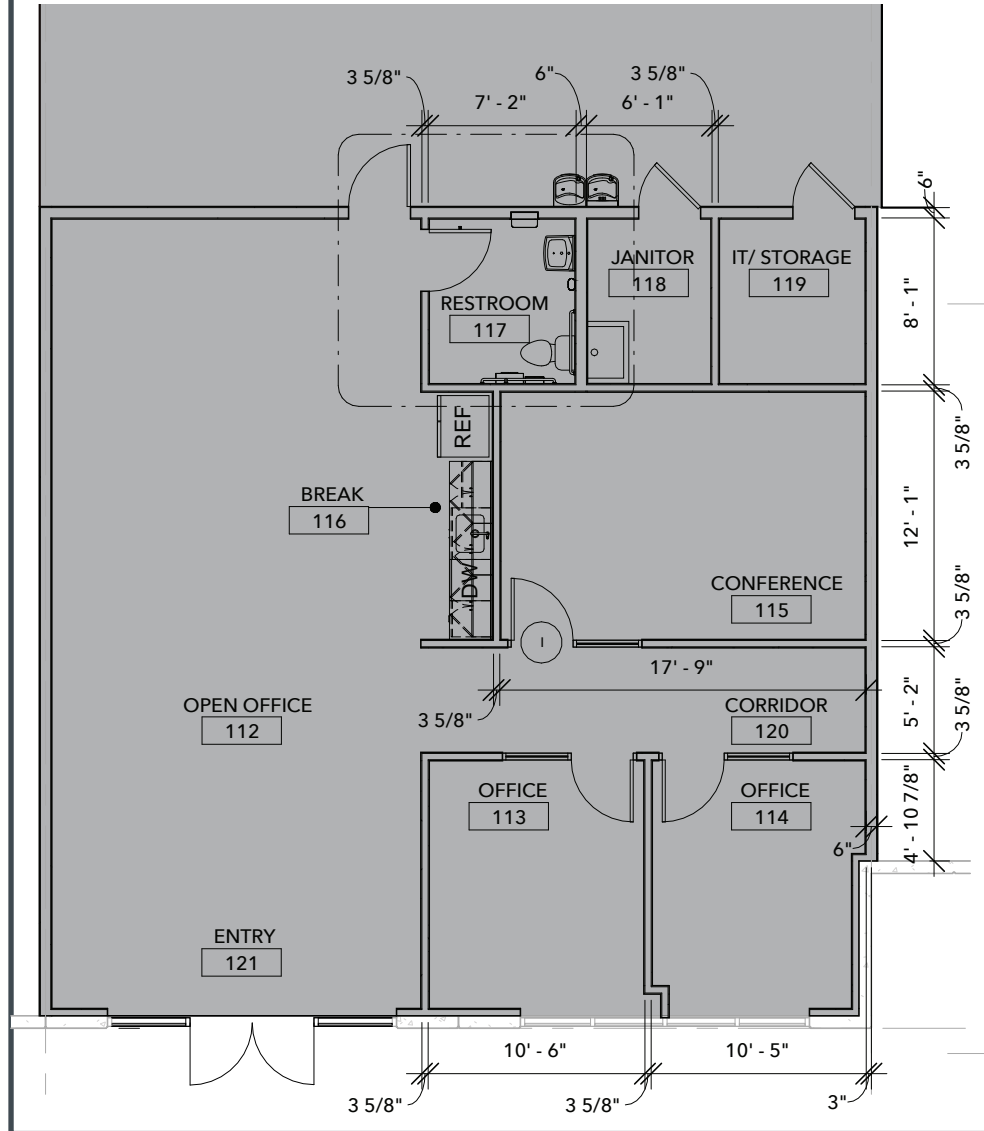 3 5/8"
6"
3 5/8"
7' - 2"
6' - 1"
6"
JANITOR
118
IT/ STORAGE
119
8' - 1"
RESTROOM
117
REF
3 5/8"
BREAK
116
12' - 1"
DW
CONFERENCE
115
3 5/8"
I
17' - 9"
3 5/8"
OPEN OFFICE
112
CORRIDOR
120
5' - 2"
3 5/8"
OFFICE
113
OFFICE
114
4' - 10 7/8"
6"
ENTRY
121
10' - 6"
10' - 5"
3 5/8"
3 5/8"
3"